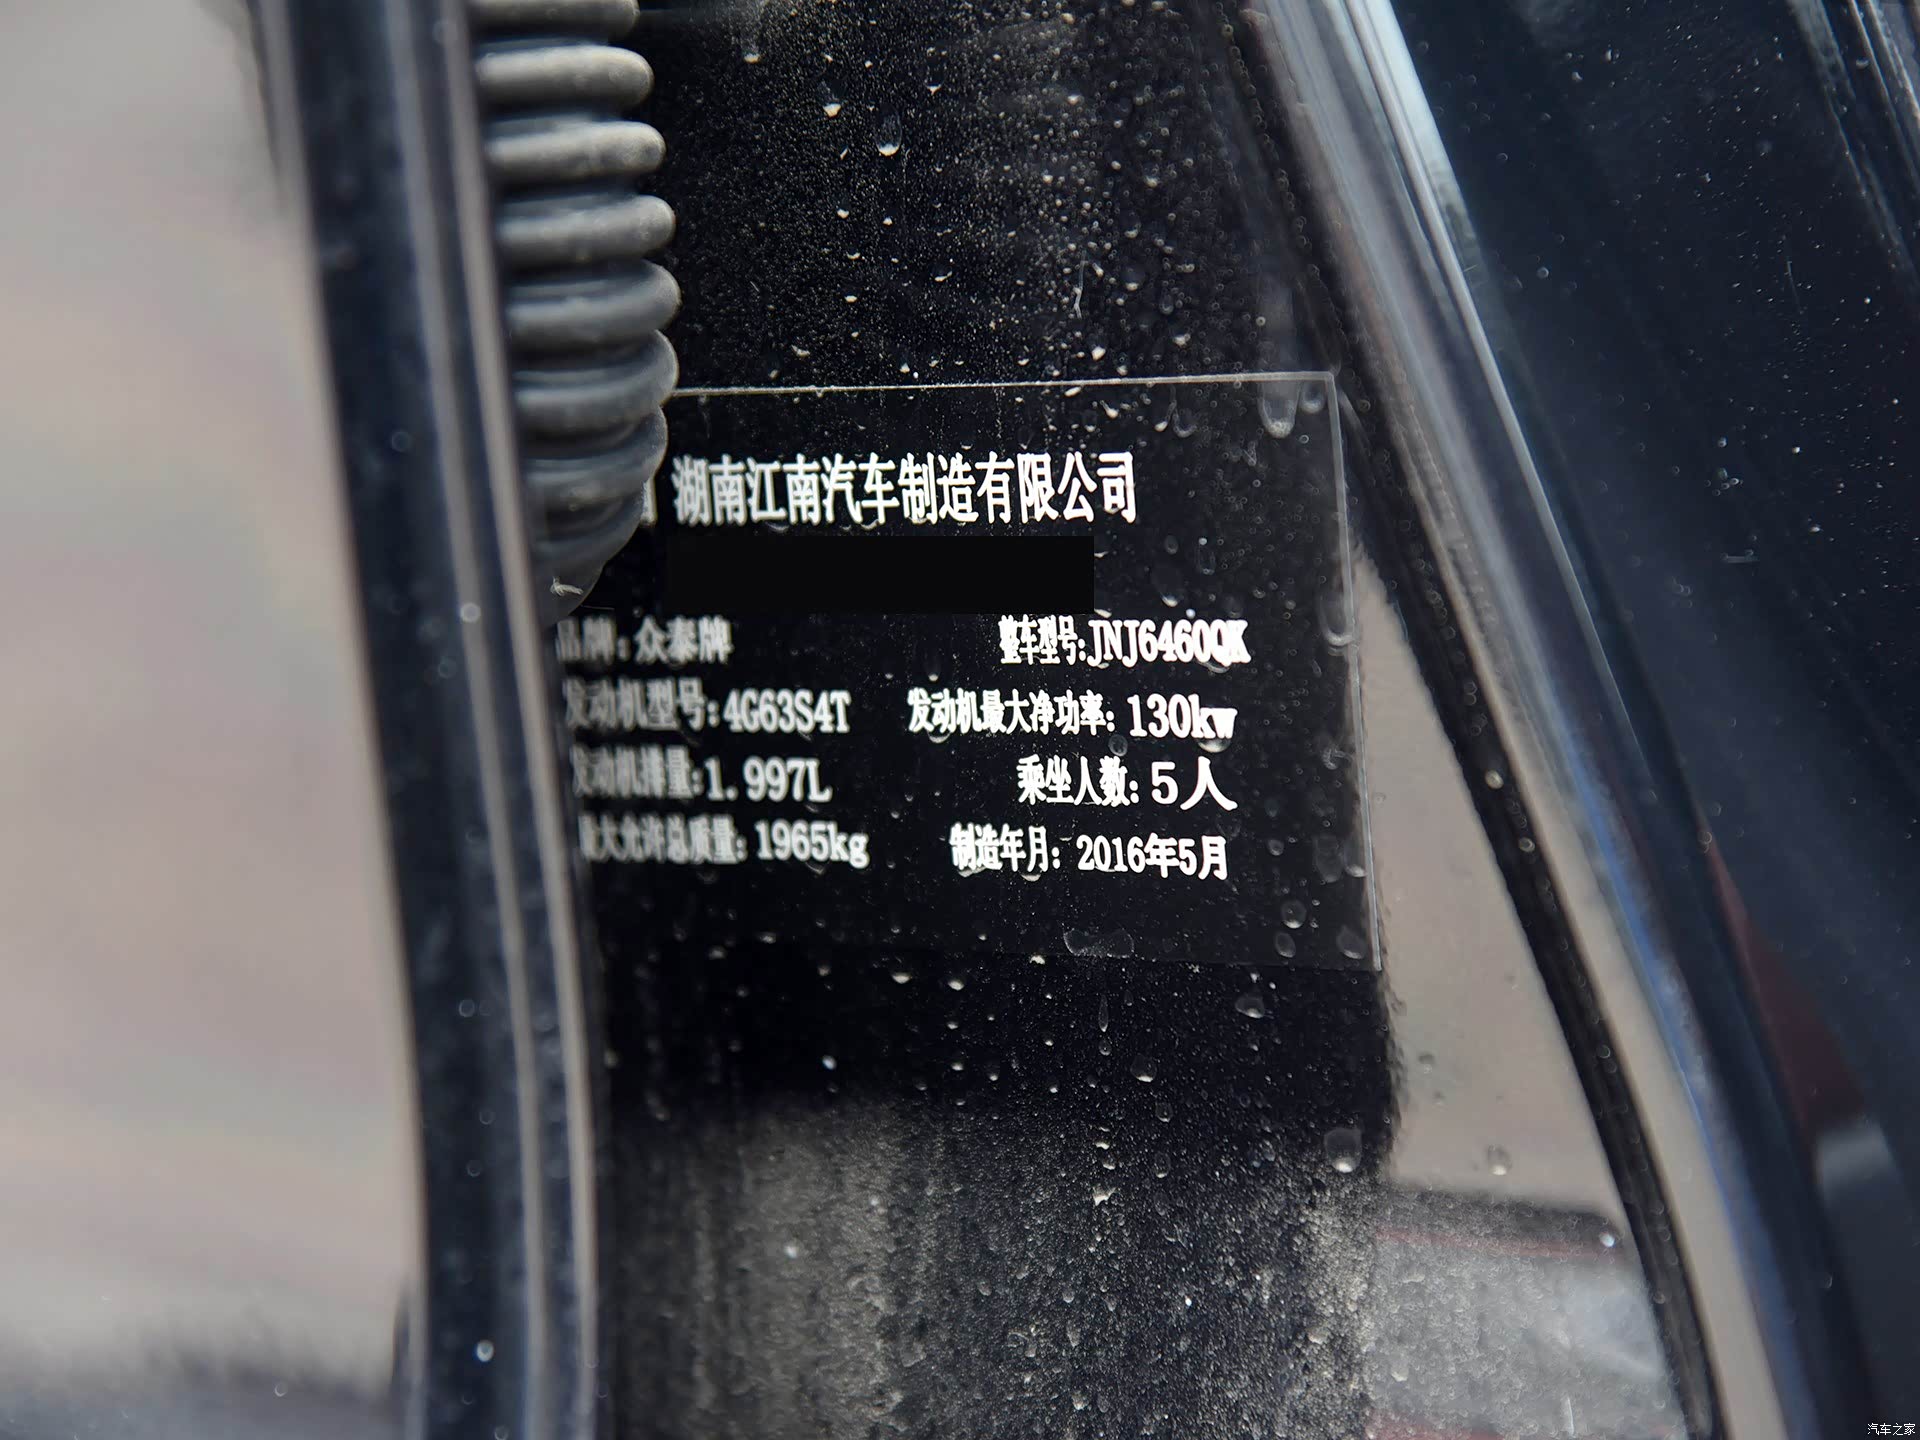 湖南江南汽车制造有限公司
品牌:众泰牌 整车型号:JNJ6460QK
发动机型号:4G63S4T 发动机最大净功率:130kw
发动机排量:1.997L 乘坐人数:5人
最大允许总质量:1965kg 制造年月:2016年5月
汽车之家